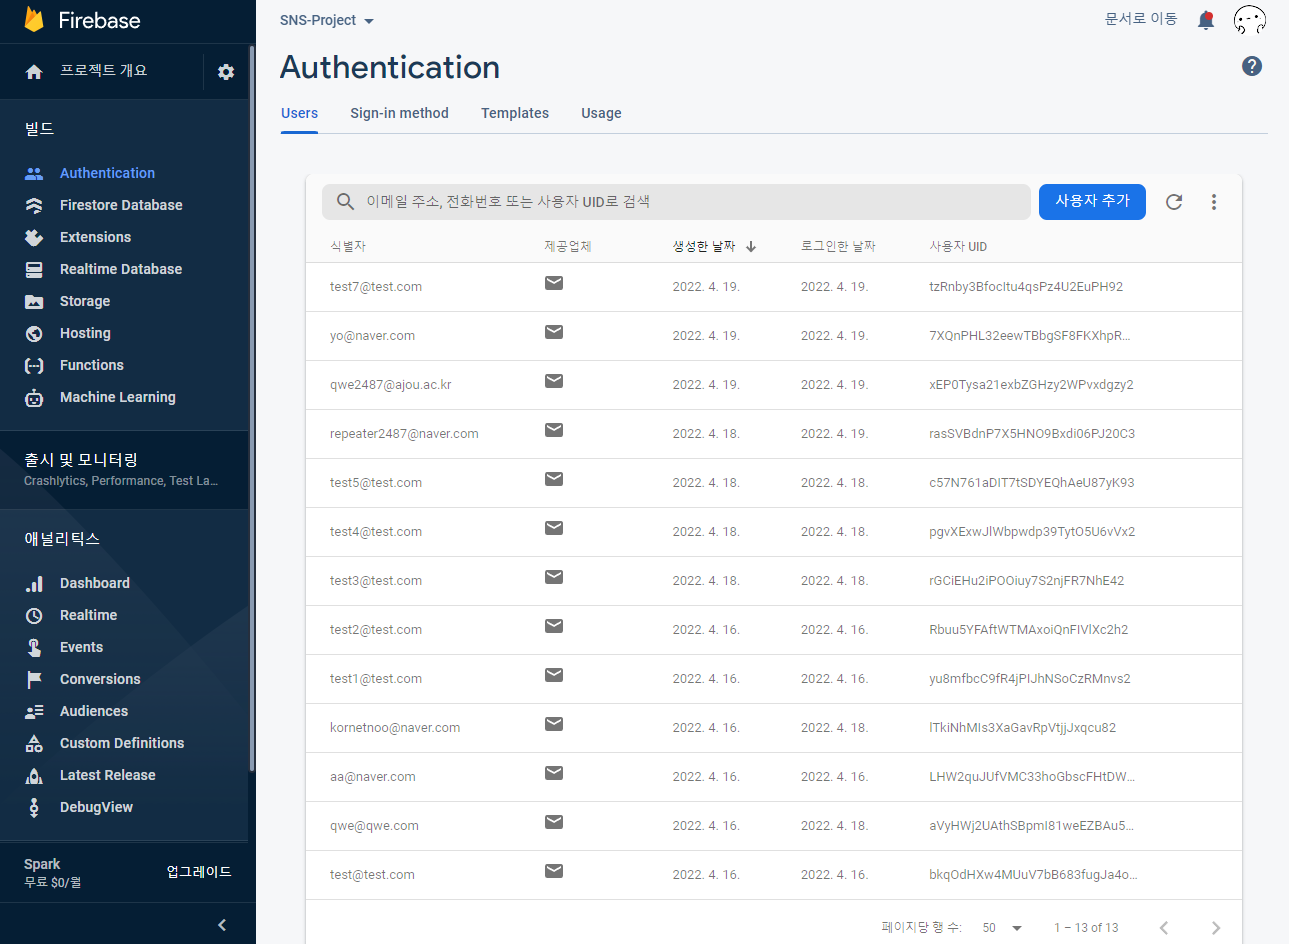 Firebase
프로젝트 개요
빌드
Authentication
Firestore Database
Extensions
Realtime Database
Storage
Hosting
Functions
Machine Learning
출시 및 모니터링
Crashlytics, Performance, Test La...
애널리틱스
Dashboard
Realtime
Events
Conversions
Audiences
Custom Definitions
Latest Release
DebugView
Spark
무료 $0/월
업그레이드
SNS-Project
문서로 이동
Authentication
Users Sign-in method Templates Usage
이메일 주소, 전화번호 또는 사용자 UID로 검색
사용자 추가
식별자 제공업체 생성한 날짜 로그인한 날짜 사용자 UID
test7@test.com 2022. 4. 19. 2022. 4. 19. tzRnby3BfocItu4qsPz4U2EuPH92
yo@naver.com 2022. 4. 19. 2022. 4. 19. 7XQnPHL32eewTBbgSF8FKXhpR...
qwe2487@ajou.ac.kr 2022. 4. 19. 2022. 4. 19. xEP0Tysa21exbZGHzy2WPvxdgzy2
repeater2487@naver.com 2022. 4. 18. 2022. 4. 19. rasSVBdnP7X5HNO9Bxdi06PJ20C3
test5@test.com 2022. 4. 18. 2022. 4. 18. c57N761aDIT7tSDYEQhAeU87yK93
test4@test.com 2022. 4. 18. 2022. 4. 18. pgvXExwJlWbpwdp39TytO5U6vVx2
test3@test.com 2022. 4. 18. 2022. 4. 18. rGCiEHu2iPOOiuy7S2njFR7NhE42
test2@test.com 2022. 4. 16. 2022. 4. 16. Rbuu5YFAftWTMAxoiQnFIVlXc2h2
test1@test.com 2022. 4. 16. 2022. 4. 16. yu8mfbcC9fR4jPIJhNSoCzRMnvs2
kornetnoo@naver.com 2022. 4. 16. 2022. 4. 18. lTkiNhMIs3XaGavRpVtjjJxqcu82
aa@naver.com 2022. 4. 16. 2022. 4. 16. LHW2quJUfVMC33hoGbscFHtDW...
qwe@qwe.com 2022. 4. 16. 2022. 4. 18. aVyHWj2UAthSBpmI81weEZBAu5...
test@test.com 2022. 4. 16. 2022. 4. 16. bkqOdHXw4MUuV7bB683fugJa4o...
페이지당 행 수: 50 1 – 13 of 13